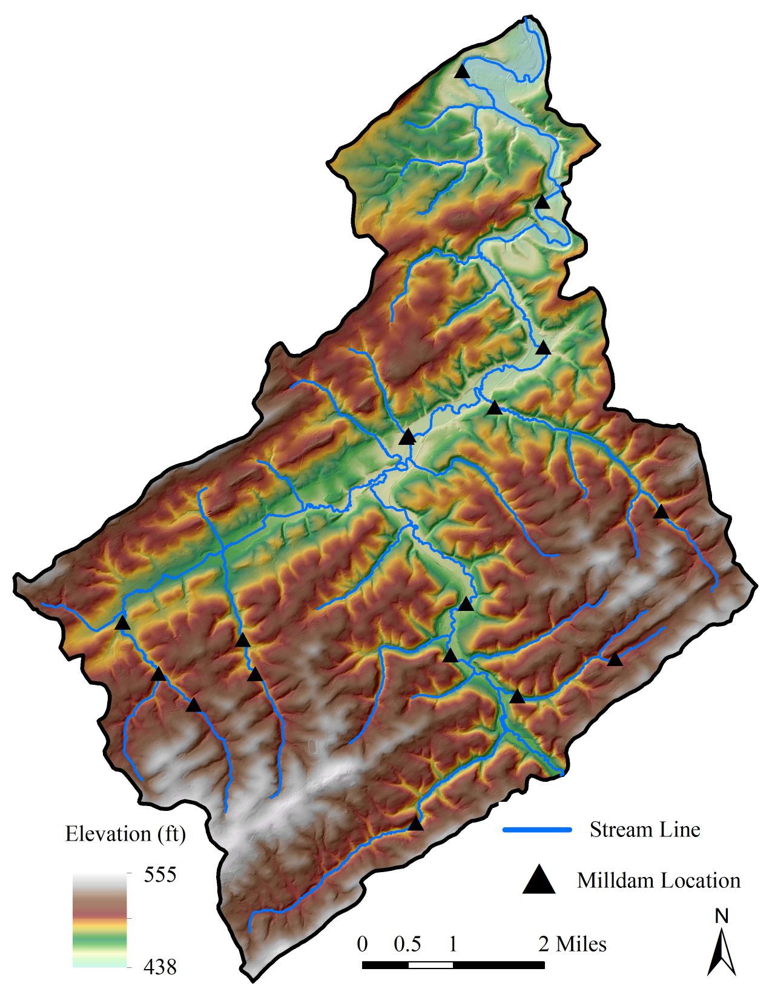 Elevation (ft)
555
438
Stream Line
Milldam Location
N
0 0.5 1 2 Miles